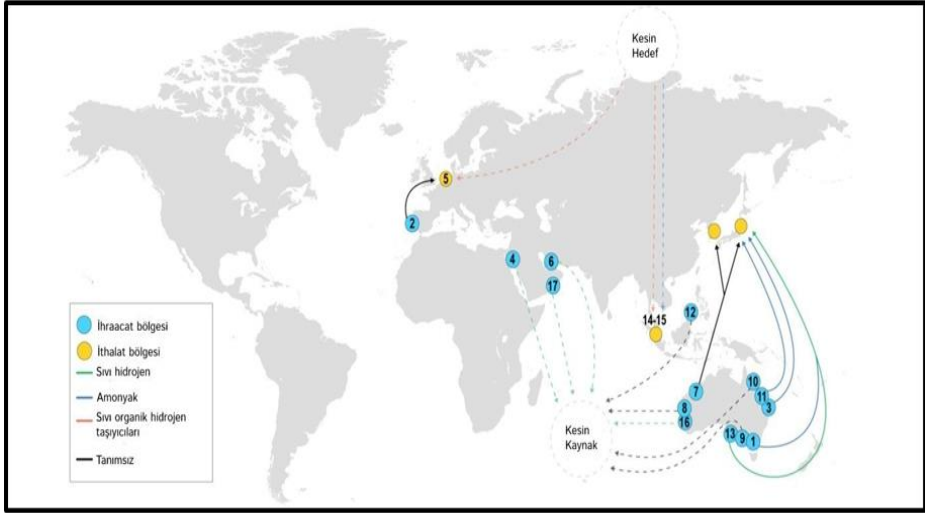 Kesin
Hedef
5
2
4
6
17
14-15
12
7
8
16
10
11
3
13
9
1
Kesin
Kaynak
İhraacat bölgesi
İthalat bölgesi
Sıvı hidrojen
Amonyak
Sıvı organik hidrojen
taşıyıcıları
Tanımsız